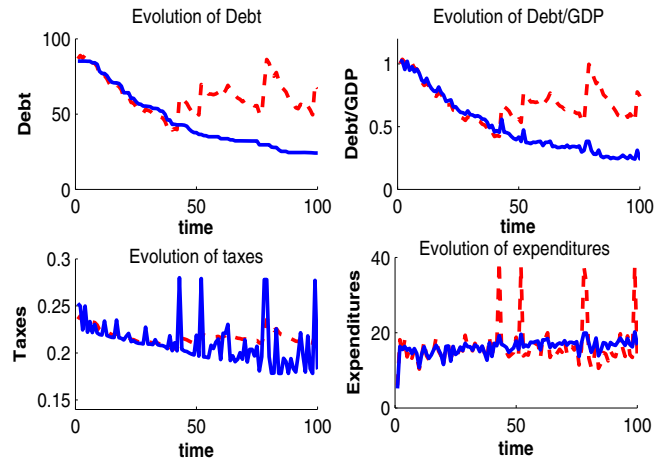 Evolution of Debt
100
50
0
Debt
0
50
100
time
Evolution of Debt/GDP
1
0.5
0
Debt/GDP
0
50
100
time
Evolution of taxes
0.3
0.25
0.2
0.15
Taxes
0
50
100
time
Evolution of expenditures
40
20
0
Expenditures
0
50
100
time